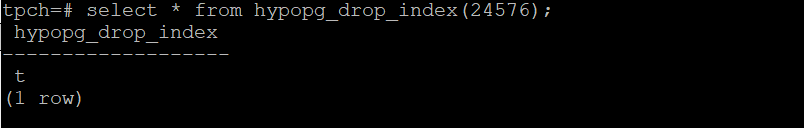 tpch=# select * from hypopg_drop_index(24576);
 hypopg_drop_index
-------------------
 t
(1 row)